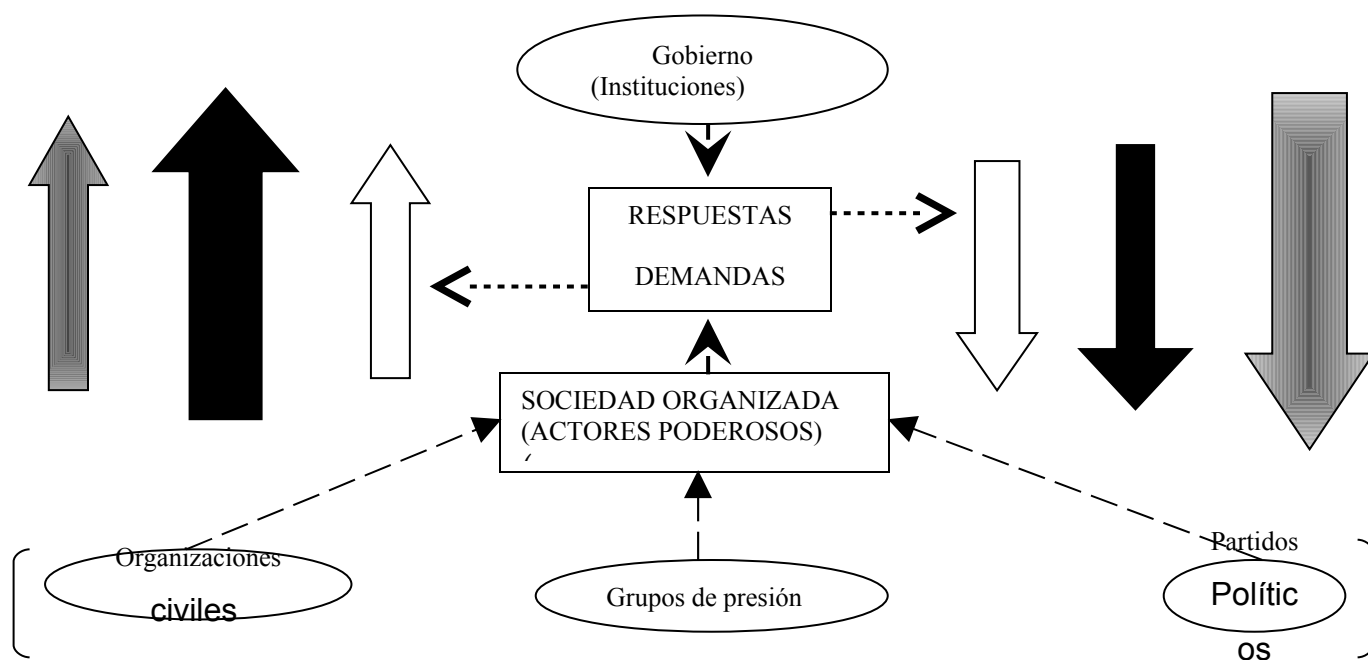 Gobierno
(Instituciones)
RESPUESTAS
DEMANDAS
SOCIEDAD ORGANIZADA
(ACTORES PODEROSOS)
Organizaciones
civiles
Grupos de presión
Partidos
Polític
os